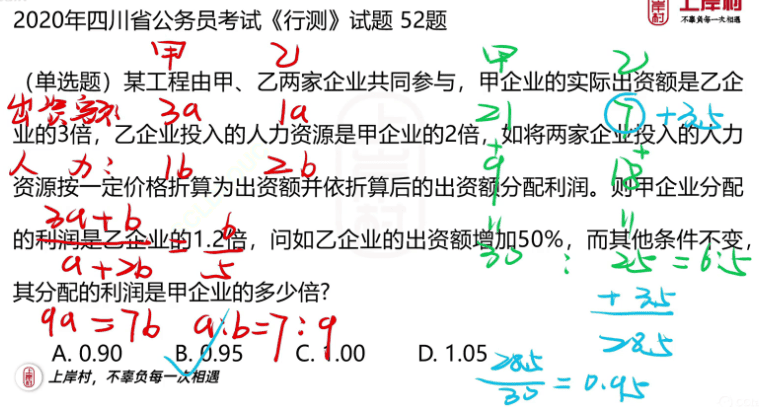 2020年四川省公务员考试《行测》试题 52题
上岸村
不辜负每一次相遇
甲 乙 甲 乙
（单选题）某工程由甲、乙两家企业共同参与，甲企业的实际出资额是乙企
出资额: 3a 1a 21 7 +3.5
业的3倍，乙企业投入的人力资源是甲企业的2倍，如将两家企业投入的人力
人力: 1b 2b + 9 + 18
资源按一定价格折算为出资额并依折算后的出资额分配利润。则甲企业分配
3a+b / a+2b = 6/5
的利润是乙企业的1.2倍，问如乙企业的出资额增加50%，而其他条件不变，
30 : 25 = 6:5
其分配的利润是甲企业的多少倍?
+ 3.5
9a = 7b a:b=7:9
28.5
A. 0.90 B. 0.95 C. 1.00 D. 1.05
28.5/30 = 0.95
上岸村，不辜负每一次相遇